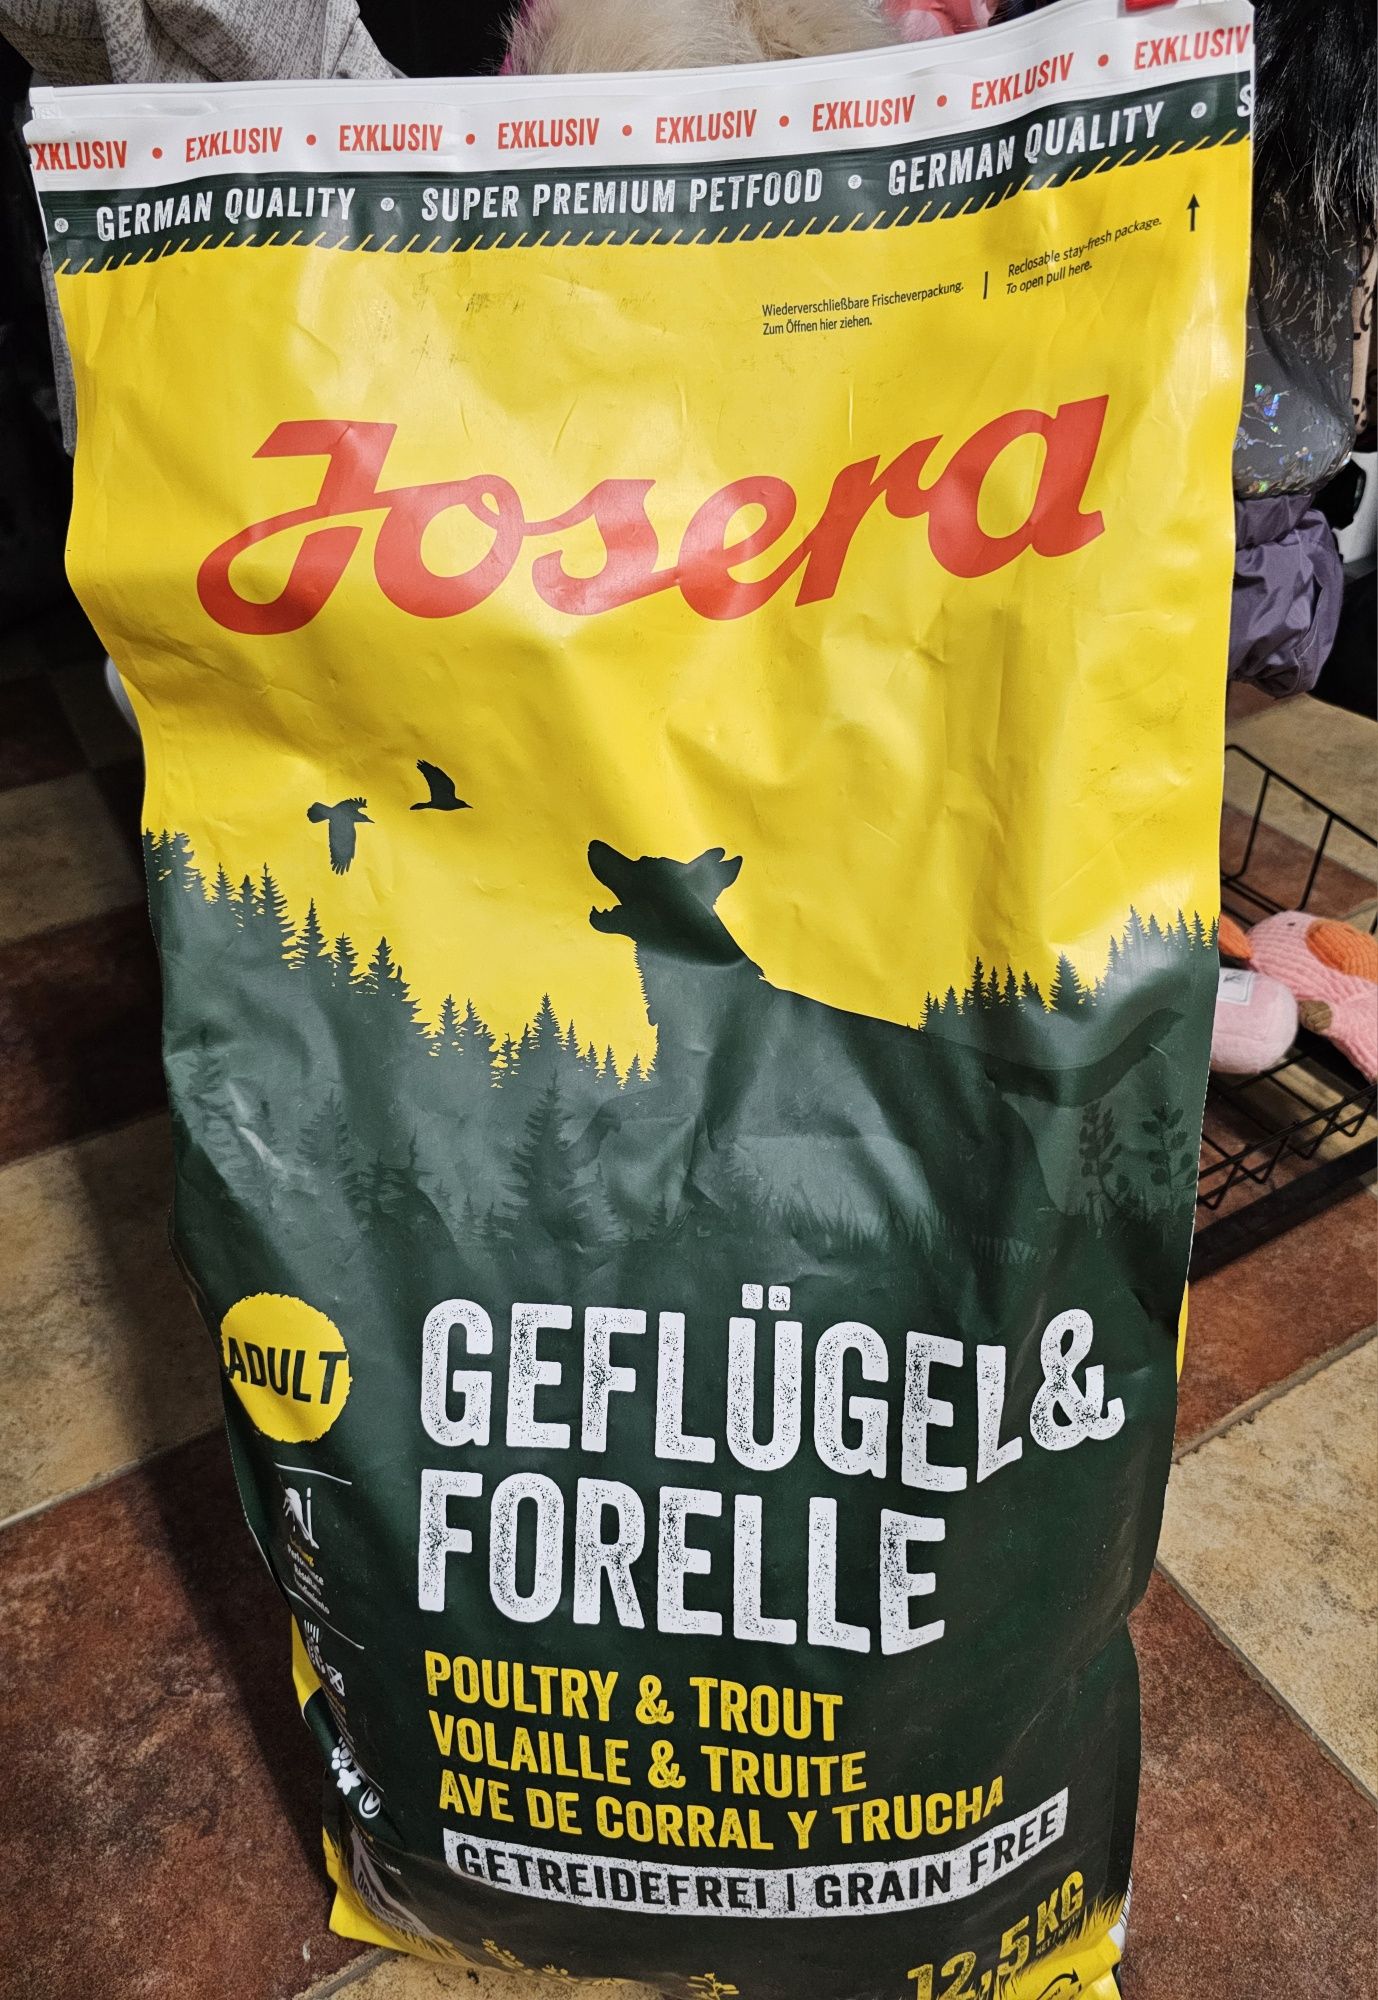 EXKLUSIV • EXKLUSIV • EXKLUSIV • EXKLUSIV • EXKLUSIV • EXKLUSIV
GERMAN QUALITY • SUPER PREMIUM PETFOOD • GERMAN QUALITY •
Wiederverschließbare Frischeverpackung.
Zum Öffnen hier ziehen.
Reclosable stay-fresh package.
To open pull here.
Josera
ADULT
GEFLÜGEL &
FORELLE
POULTRY & TROUT
VOLAILLE & TRUITE
AVE DE CORRAL Y TRUCHA
GETREIDEFREI | GRAIN FREE
12,5 KG